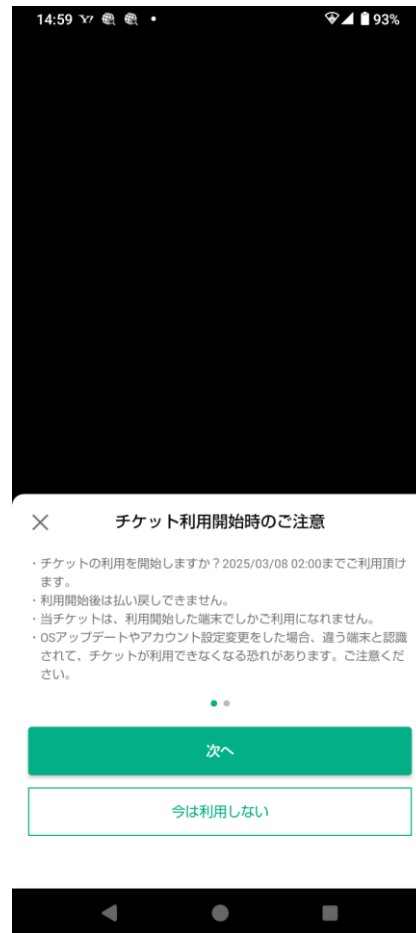 14:59
93%
チケット利用開始時のご注意
・チケットの利用を開始しますか？2025/03/08 02:00までご利用頂け
ます。
・利用開始後は払い戻しできません。
・当チケットは、利用開始した端末でしかご利用になれません。
・OSアップデートやアカウント設定変更をした場合、違う端末と認識
されて、チケットが利用できなくなる恐れがあります。ご注意くだ
さい。
次へ
今は利用しない